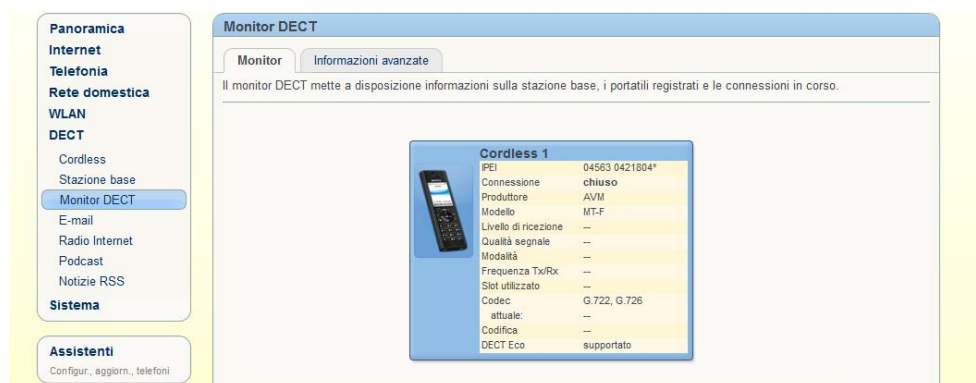 Panoramica
Internet
Telefonia
Rete domestica
WLAN
DECT
Cordless
Stazione base
Monitor DECT
E-mail
Radio Internet
Podcast
Notizie RSS
Sistema
Assistenti
Configur., aggiorn., telefoni
Monitor DECT
Monitor Informazioni avanzate
Il monitor DECT mette a disposizione informazioni sulla stazione base, i portatili registrati e le connessioni in corso.
Cordless 1
IPEI 04563 0421804*
Connessione chiuso
Produttore AVM
Modello MT-F
Livello di ricezione --
Qualità segnale --
Modalità --
Frequenza Tx/Rx --
Slot utilizzato --
Codec G.722, G.726
attuale: --
Codifica --
DECT Eco supportato